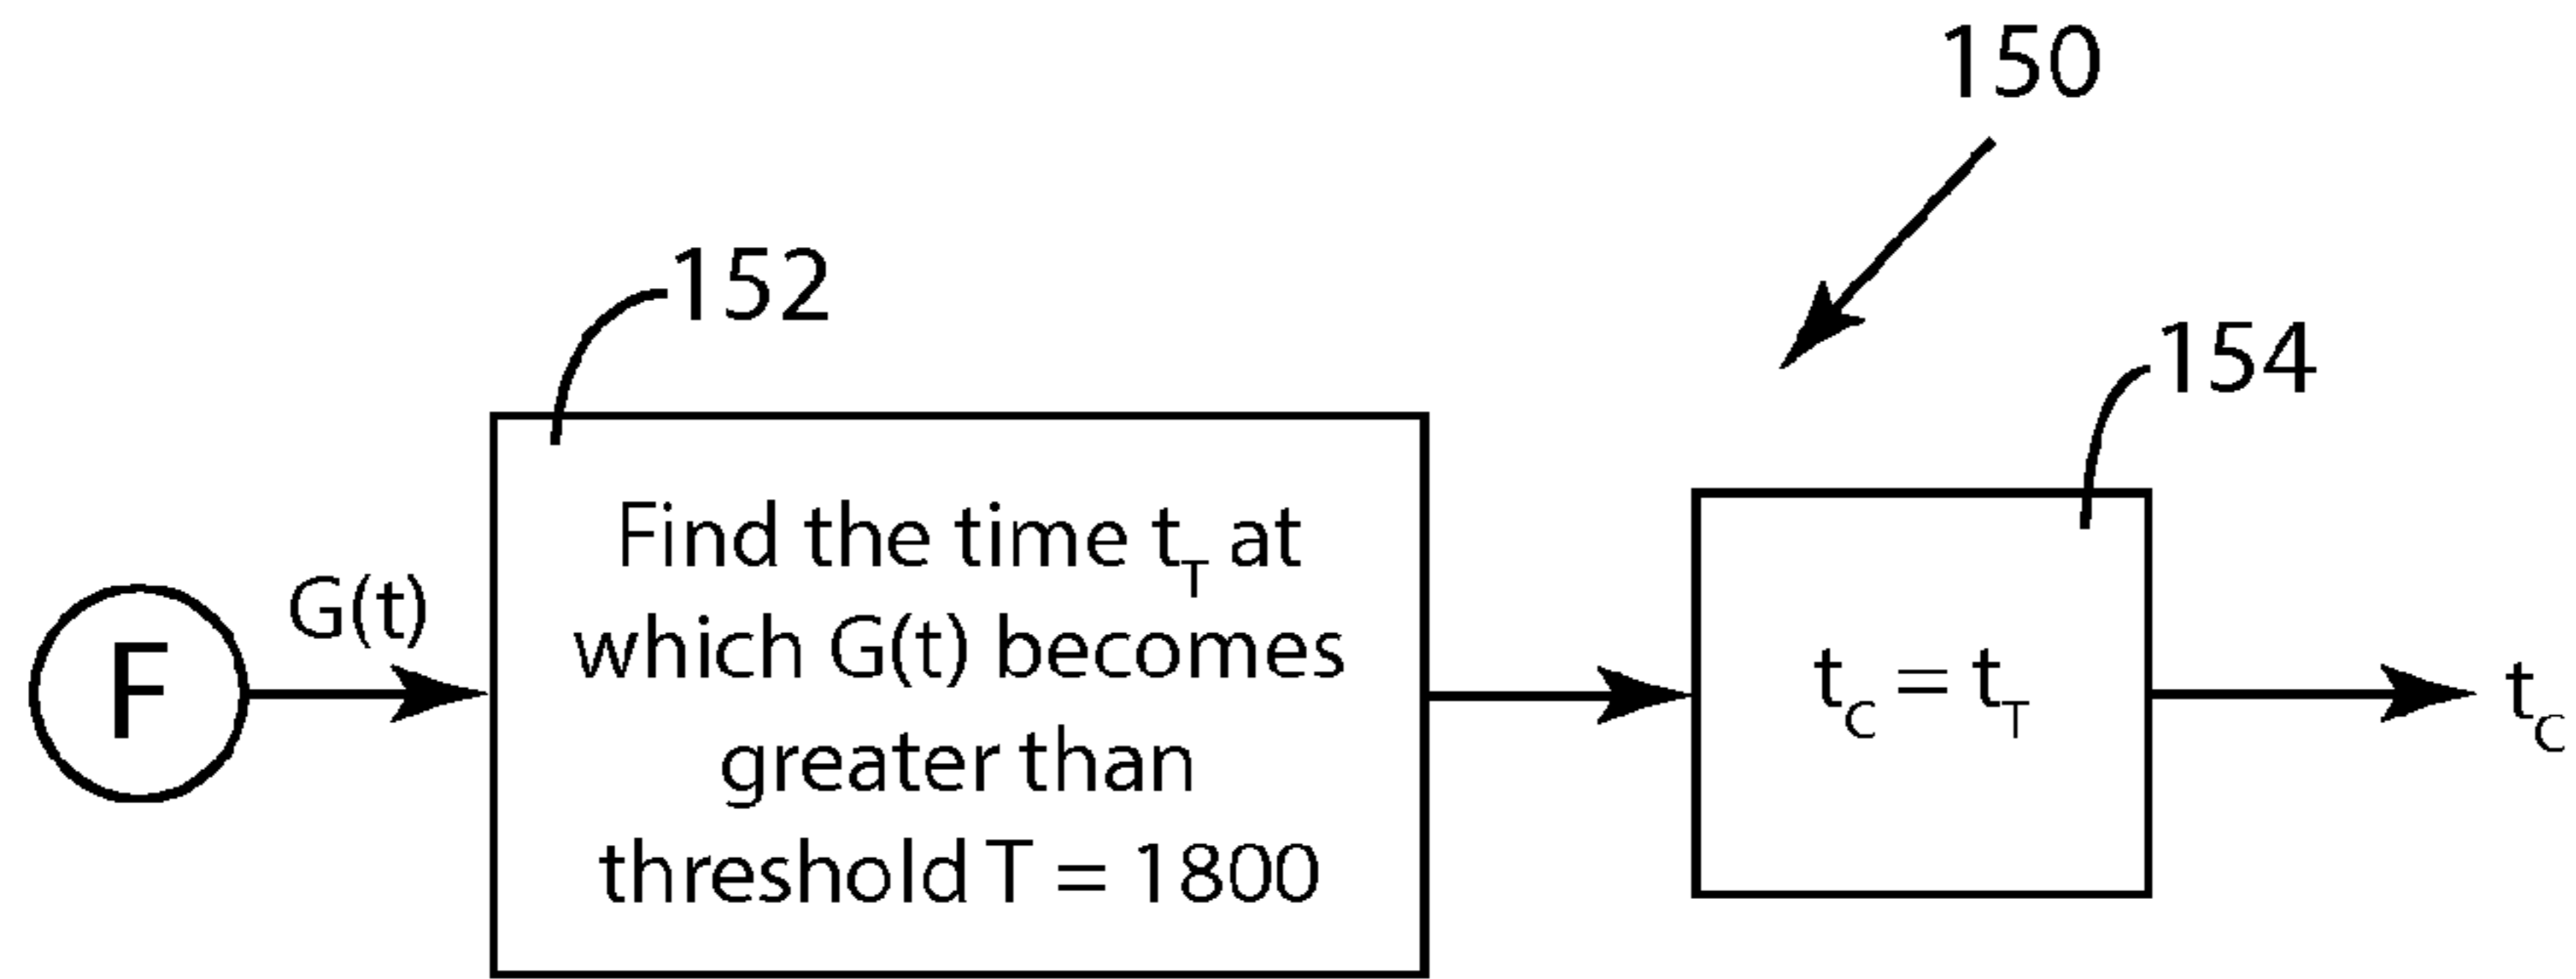 150
152
154
Find the time t_T at
which G(t) becomes
greater than
threshold T = 1800
F
G(t)
t_C = t_T
t_C